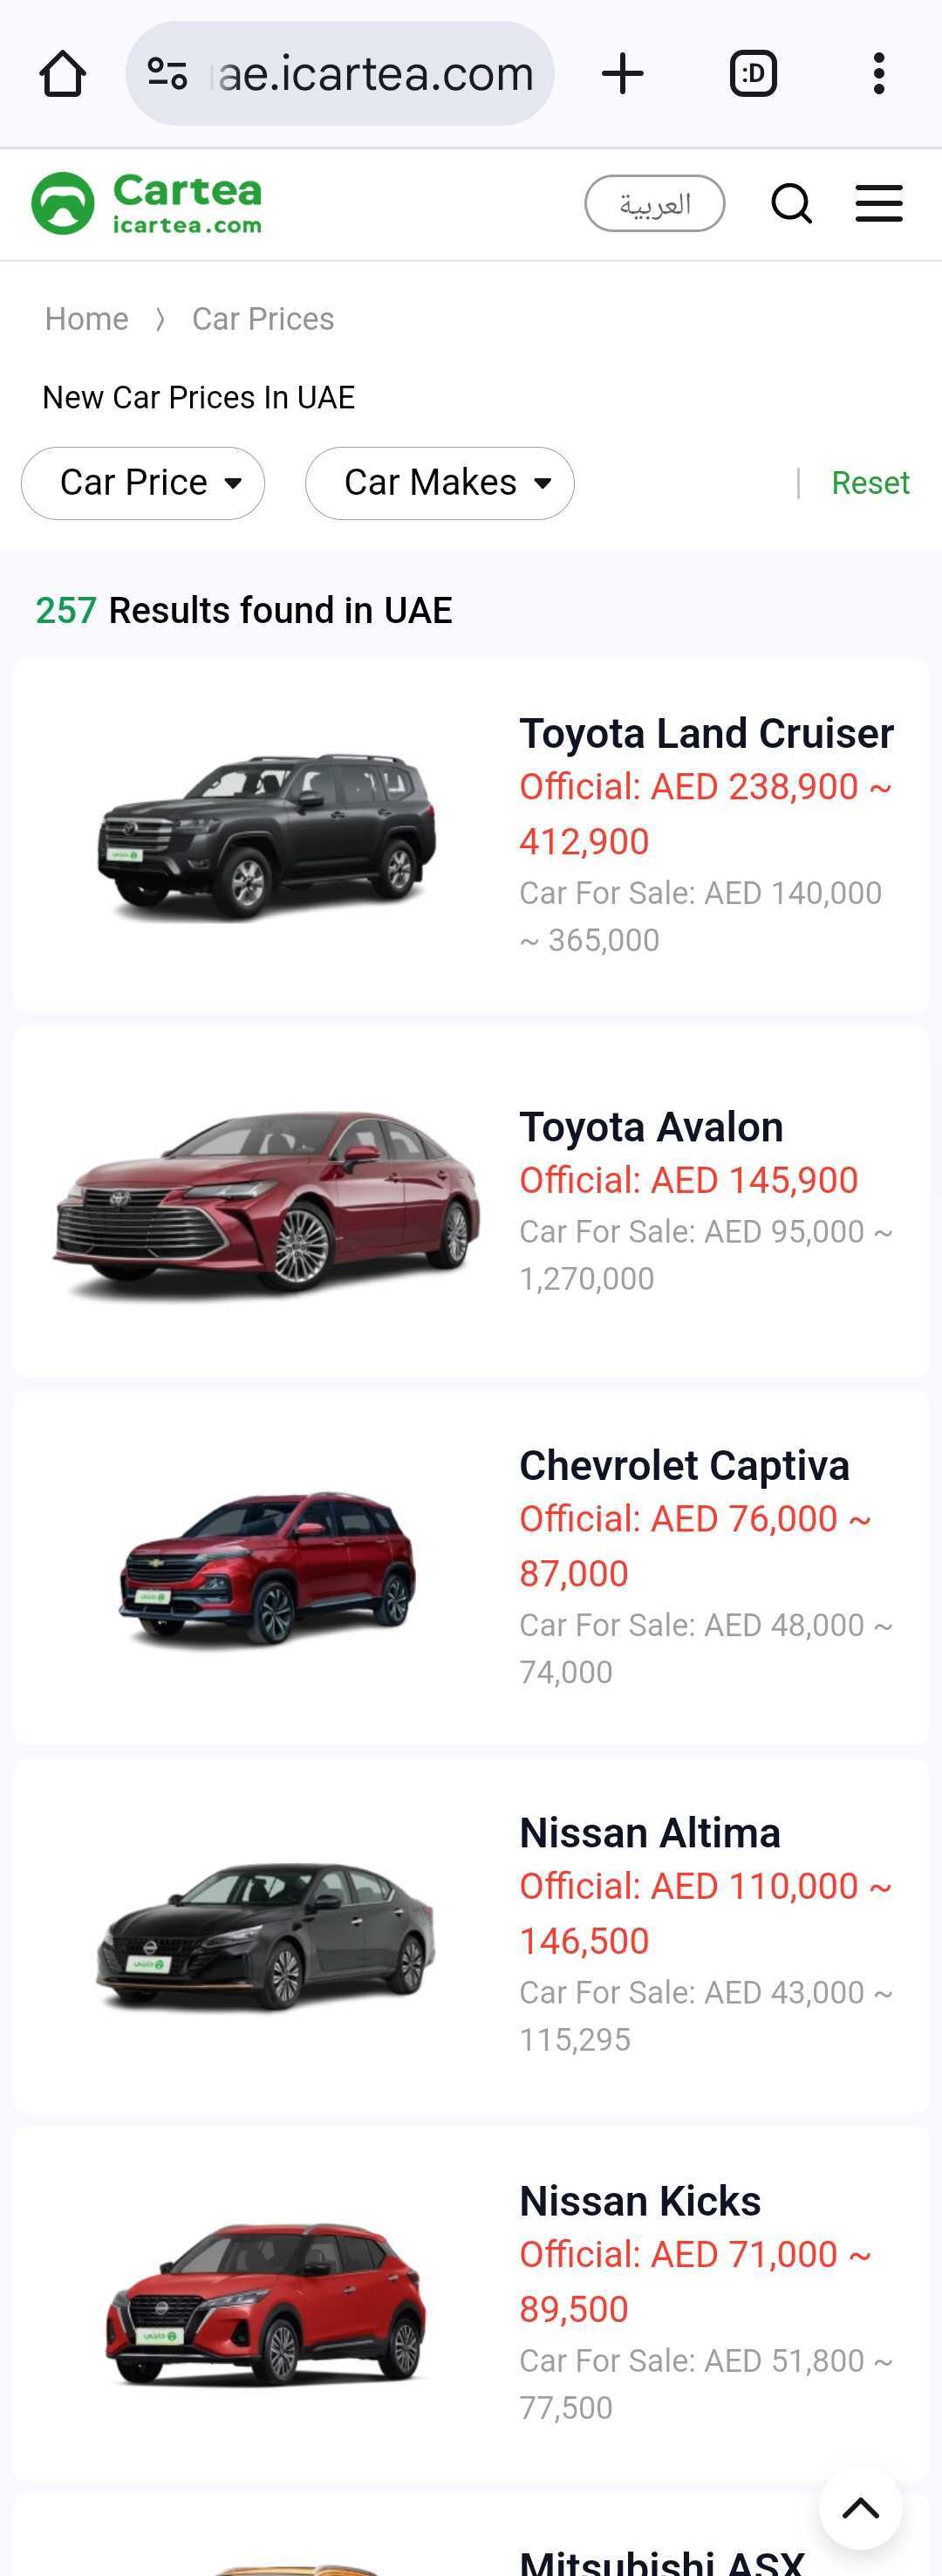 ae.icartea.com
:D
Cartea
icartea.com
العربية
Home 〉 Car Prices
New Car Prices In UAE
Car Price
Car Makes
Reset
257 Results found in UAE
Toyota Land Cruiser
Official: AED 238,900 ~
412,900
Car For Sale: AED 140,000
~ 365,000
Toyota Avalon
Official: AED 145,900
Car For Sale: AED 95,000 ~
1,270,000
Chevrolet Captiva
Official: AED 76,000 ~
87,000
Car For Sale: AED 48,000 ~
74,000
Nissan Altima
Official: AED 110,000 ~
146,500
Car For Sale: AED 43,000 ~
115,295
Nissan Kicks
Official: AED 71,000 ~
89,500
Car For Sale: AED 51,800 ~
77,500
Mitsubishi ASX